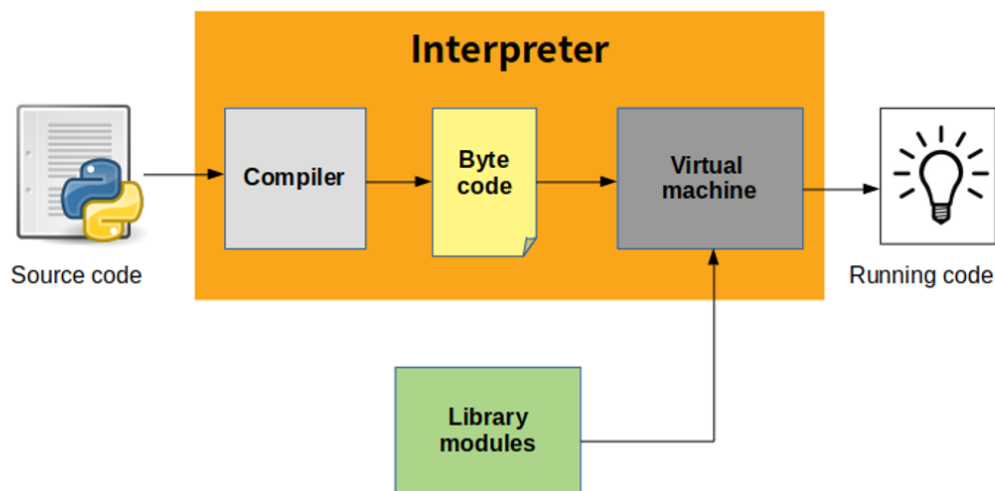 Interpreter
Compiler
Byte
code
Virtual
machine
Source code
Running code
Library
modules